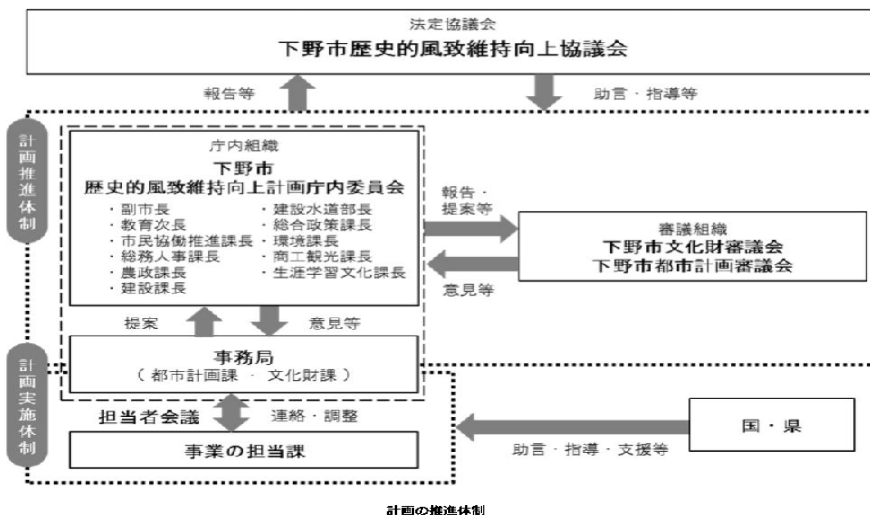 法定協議会
下野市歴史的風致維持向上協議会
報告等
助言・指導等
計画推進体制
庁内組織
下野市
歴史的風致維持向上計画庁内委員会
・副市長 ・建設水道部長
・教育次長 ・総合政策課長
・市民協働推進課長 ・環境課長
・総務人事課長 ・商工観光課長
・農政課長 ・生涯学習文化課長
・建設課長
報告・
提案等
審議組織
下野市文化財審議会
下野市都市計画審議会
意見等
提案
意見等
計画実施体制
事務局
(都市計画課 ・ 文化財課)
担当者会議
連絡・調整
事業の担当課
国・県
助言・指導・支援等
計画の推進体制